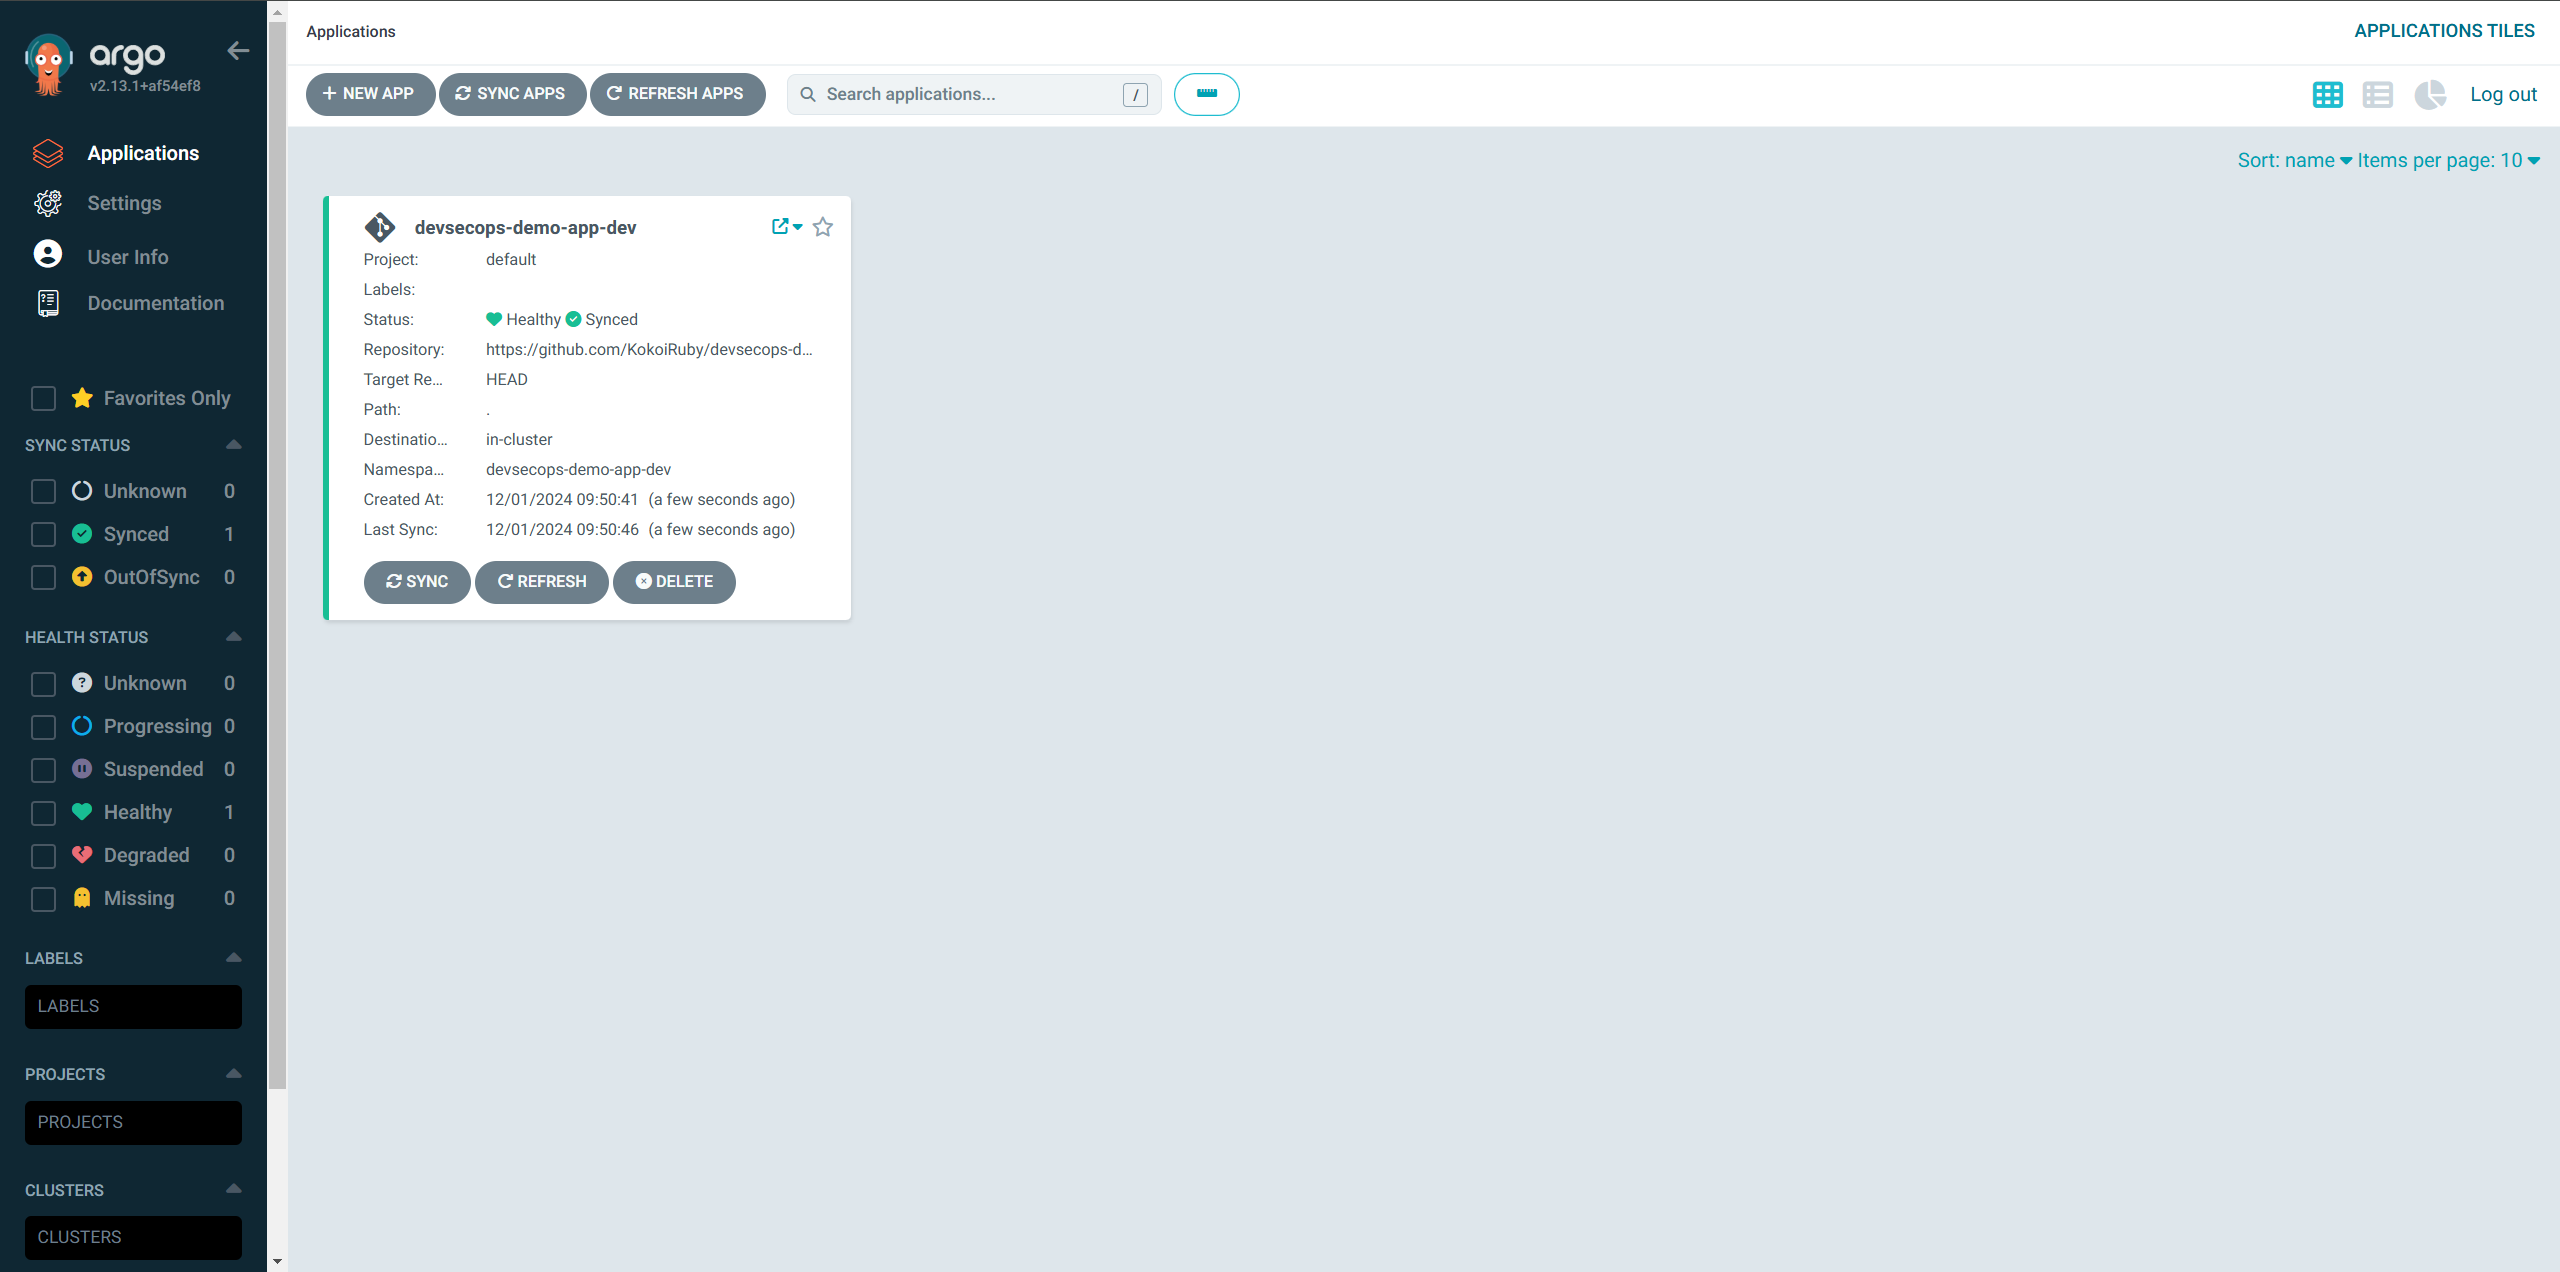 argo
v2.13.1+af54ef8
Applications
Settings
User Info
Documentation
Favorites Only
SYNC STATUS
Unknown 0
Synced 1
OutOfSync 0
HEALTH STATUS
Unknown 0
Progressing 0
Suspended 0
Healthy 1
Degraded 0
Missing 0
LABELS
LABELS
PROJECTS
PROJECTS
CLUSTERS
CLUSTERS
Applications
APPLICATIONS TILES
NEW APP SYNC APPS REFRESH APPS Search applications... / Log out
Sort: name Items per page: 10
devsecops-demo-app-dev
Project: default
Labels:
Status: Healthy Synced
Repository: https://github.com/KokoiRuby/devsecops-d...
Target Re... HEAD
Path: .
Destinatio... in-cluster
Namespa... devsecops-demo-app-dev
Created At: 12/01/2024 09:50:41 (a few seconds ago)
Last Sync: 12/01/2024 09:50:46 (a few seconds ago)
SYNC REFRESH DELETE